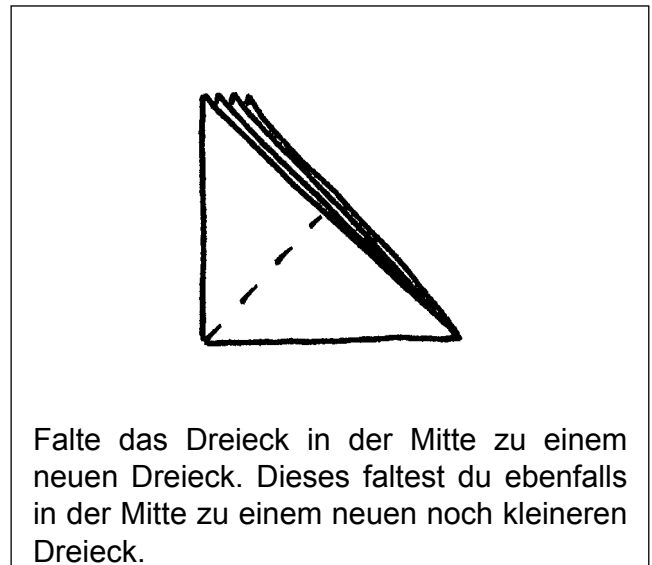 Falte das Dreieck in der Mitte zu einem
neuen Dreieck. Dieses faltest du ebenfalls
in der Mitte zu einem neuen noch kleineren
Dreieck.